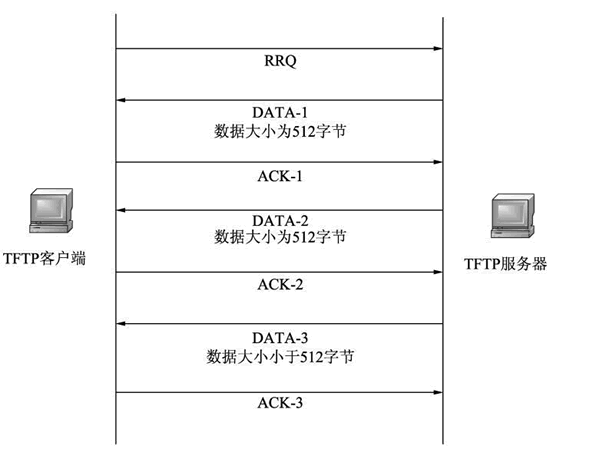 RRQ
DATA-1
数据大小为512字节
ACK-1
DATA-2
数据大小为512字节
TFTP客户端
TFTP服务器
ACK-2
DATA-3
数据大小小于512字节
ACK-3